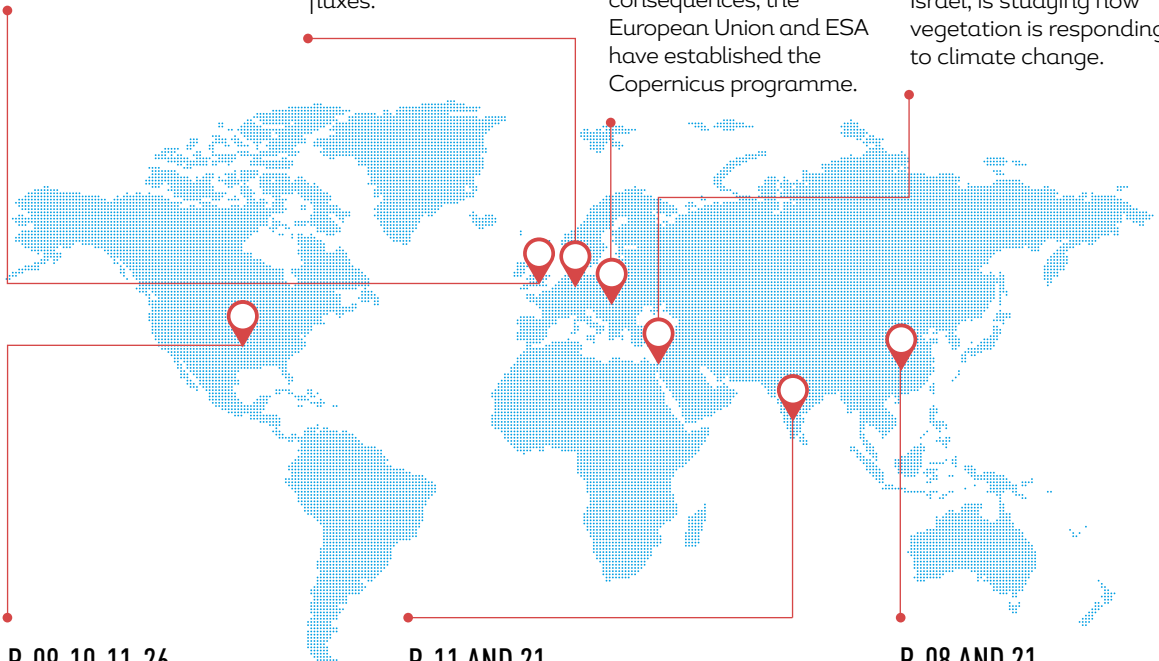 fluxes.
consequences, the
European Union and ESA
have established the
Copernicus programme.
Israel, is studying how
vegetation is responding
to climate change.
P. 09, 10, 11, 26
P. 11 AND 21
P. 08 AND 21